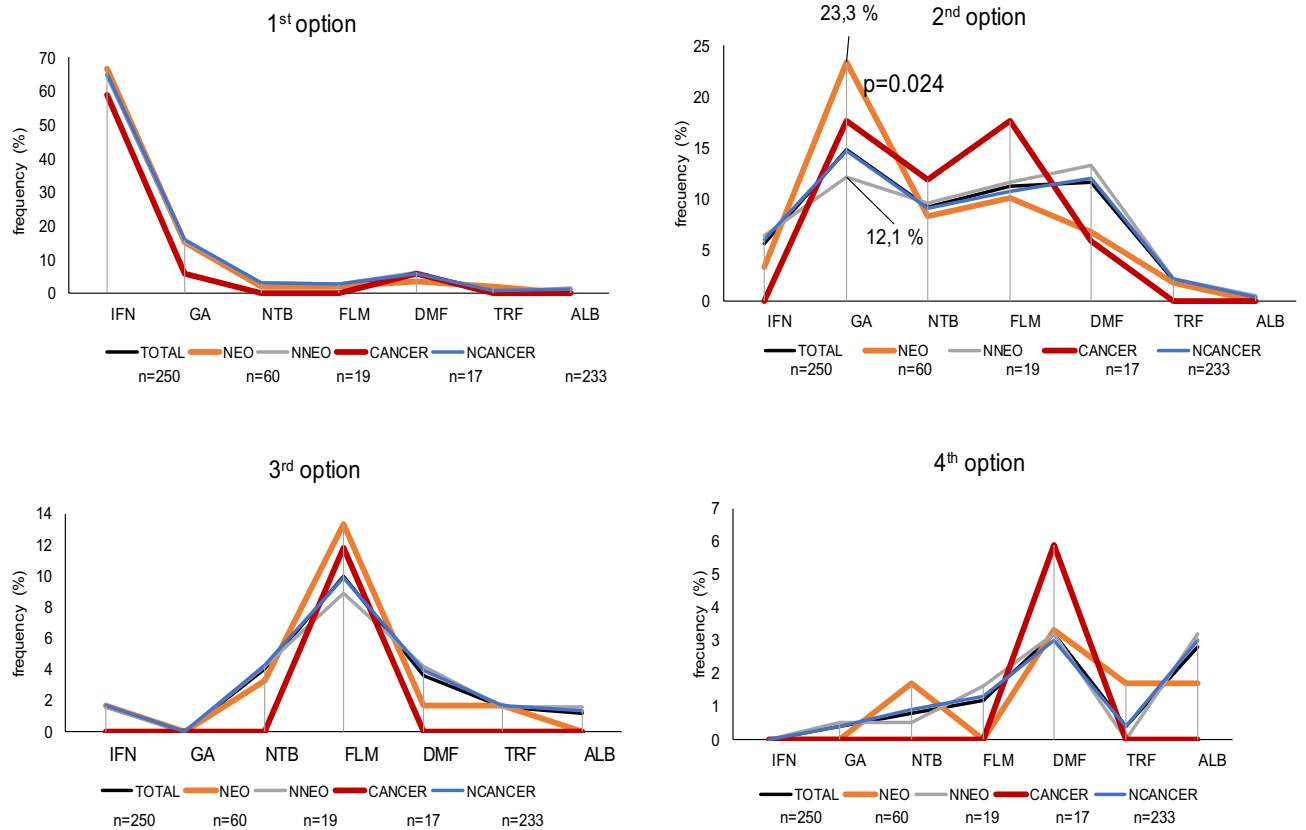 1st option
frequency (%)
70
60
50
40
30
20
10
0
IFN GA NTB FLM DMF TRF ALB
TOTAL NEO NNEO CANCER NCANCER
n=250 n=60 n=19 n=17 n=233
23,3 %
2nd option
frecuency (%)
25
20
15
10
5
0
p=0.024
12,1 %
IFN GA NTB FLM DMF TRF ALB
TOTAL NEO NNEO CANCER NCANCER
n=250 n=60 n=19 n=17 n=233
3rd option
frequency (%)
14
12
10
8
6
4
2
0
IFN GA NTB FLM DMF TRF ALB
TOTAL NEO NNEO CANCER NCANCER
n=250 n=60 n=19 n=17 n=233
4th option
frecuency (%)
7
6
5
4
3
2
1
0
IFN GA NTB FLM DMF TRF ALB
TOTAL NEO NNEO CANCER NCANCER
n=250 n=60 n=19 n=17 n=233